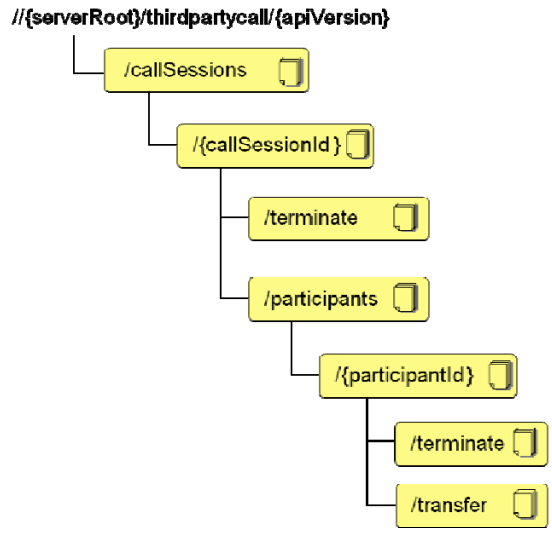 //{serverRoot}/thirdpartycall/{apiVersion}
/callSessions
/{callSessionId}
/terminate
/participants
/{participantId}
/terminate
/transfer